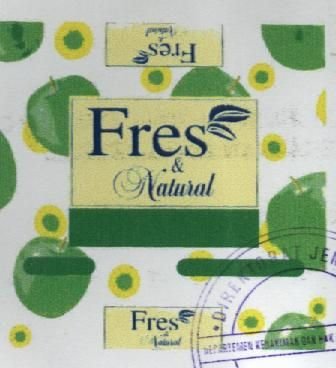 Fres
&
Natural
Fres
&
Natural
Fres
&
Natural
DIREKTORAT JEN
DEPARTEMEN KEHAKIMAN DAN HAK